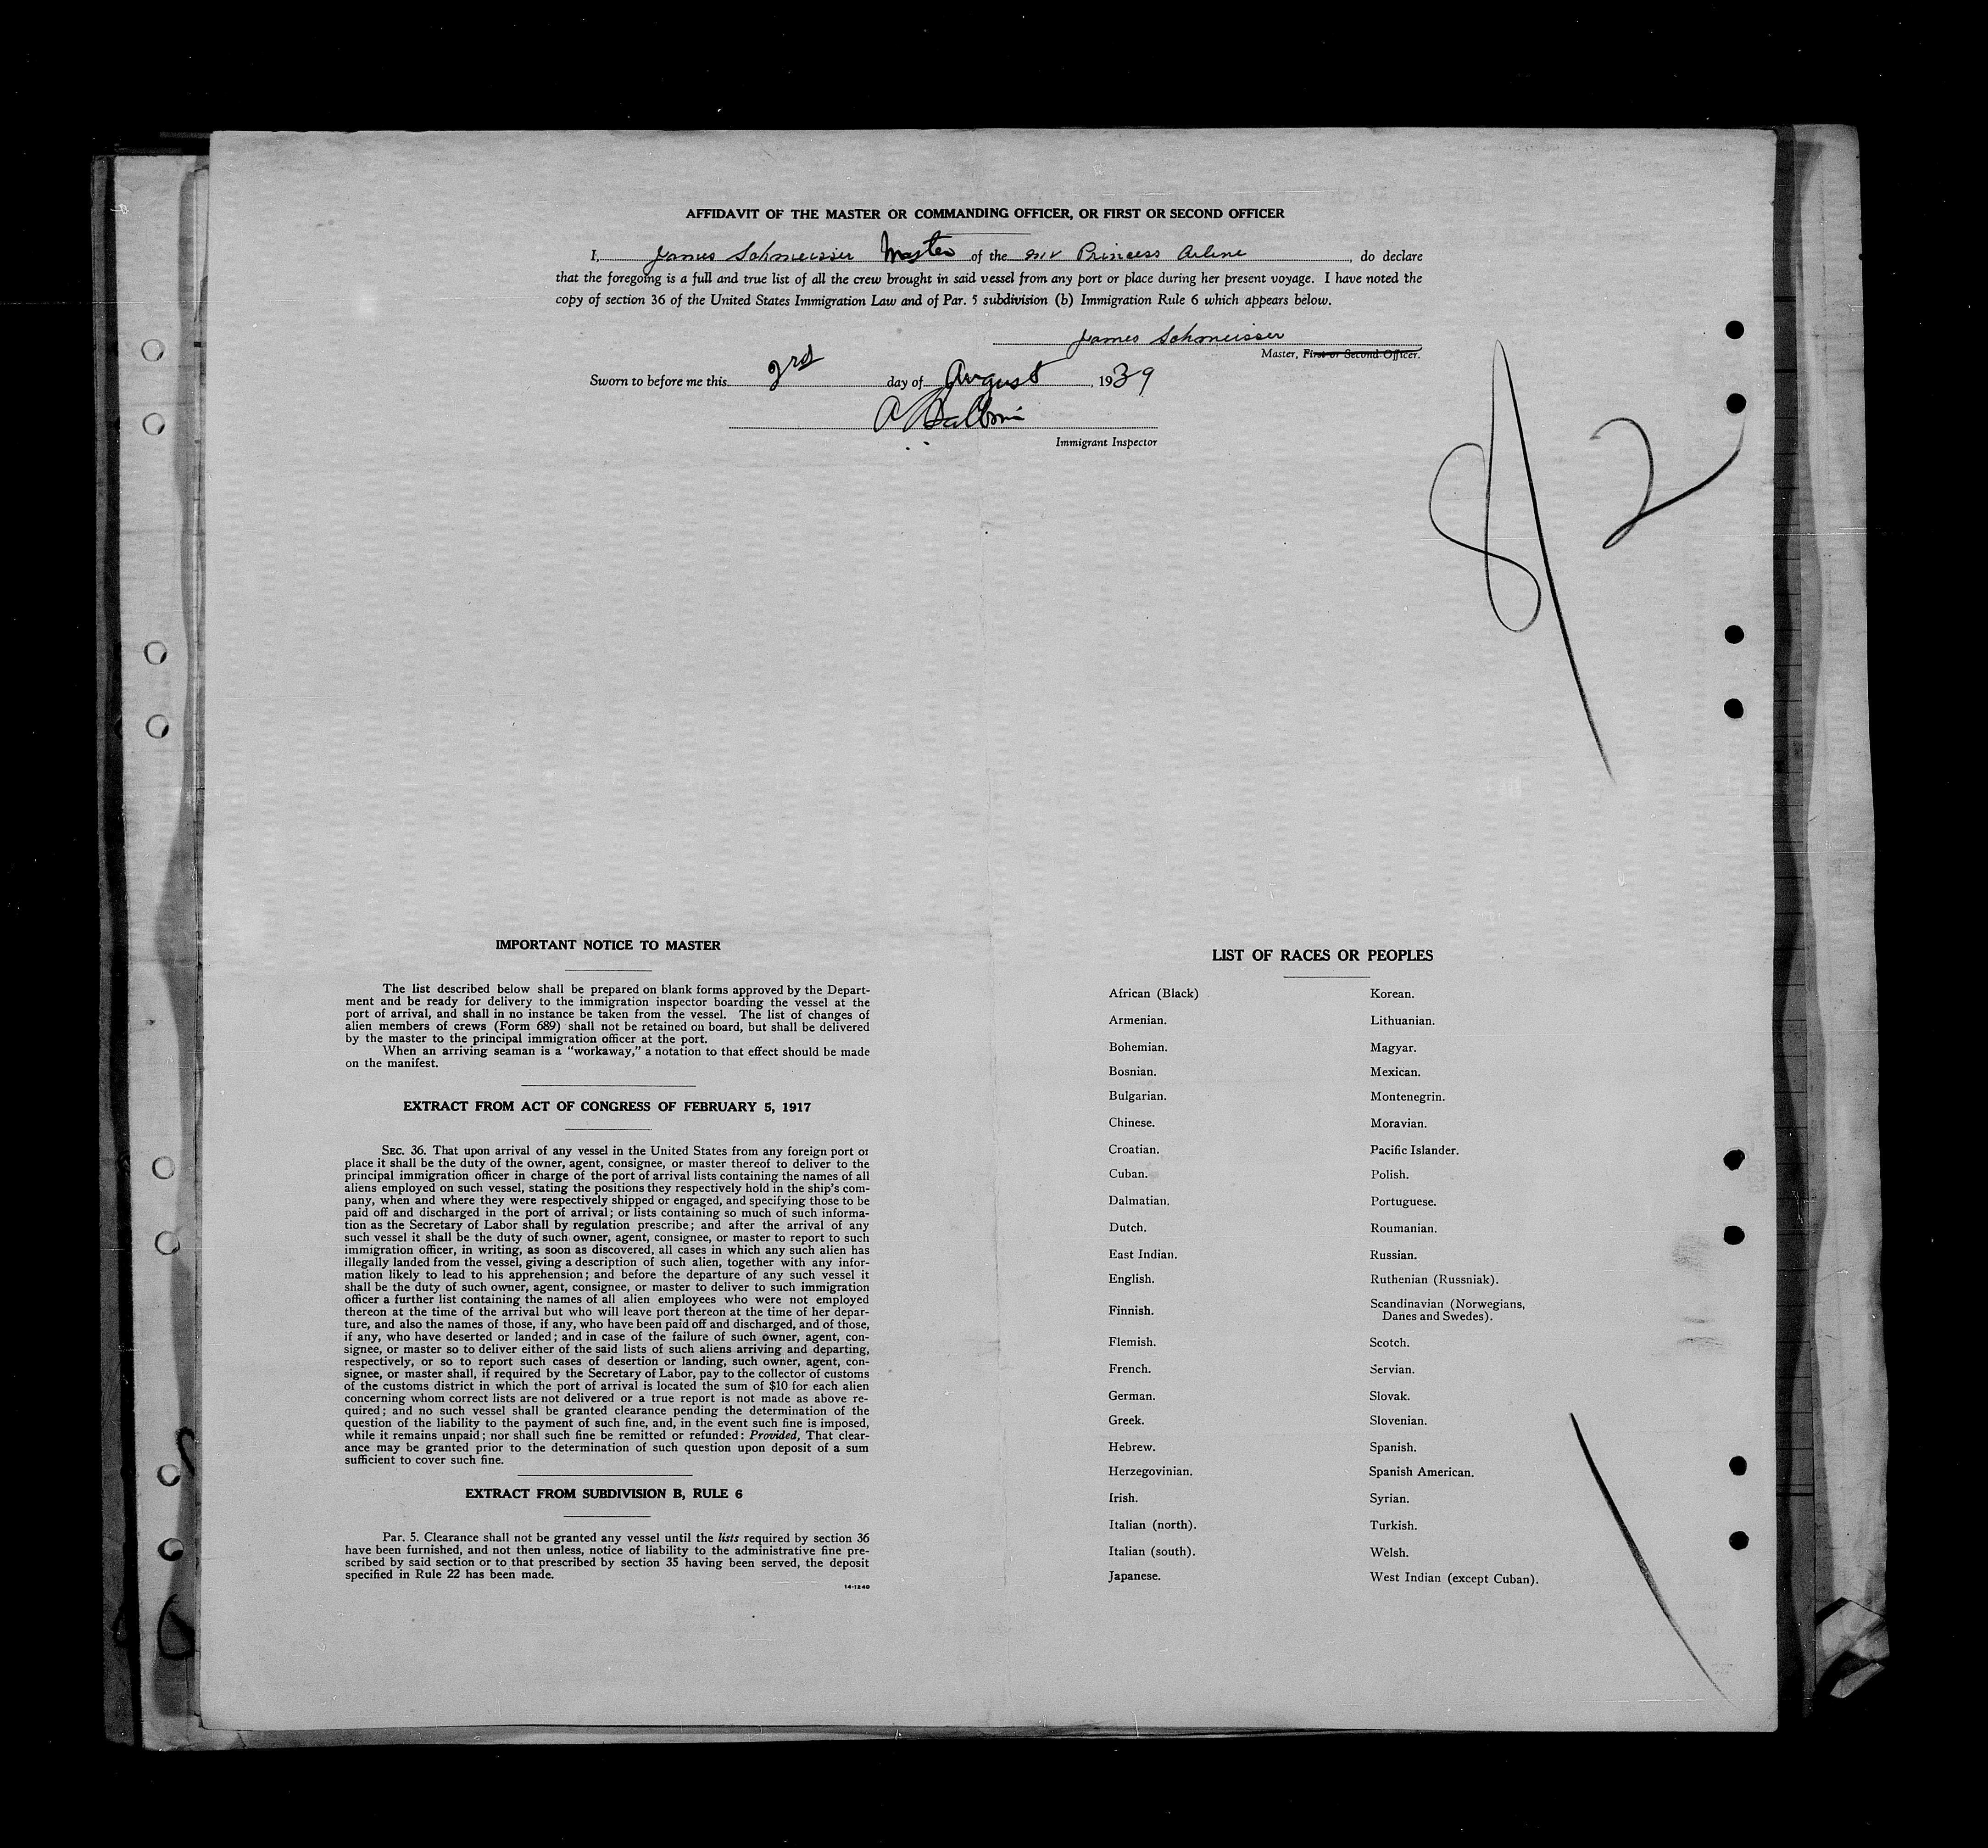 AFFIDAVIT OF THE MASTER OR COMMANDING OFFICER, OR FIRST OR SECOND OFFICER
I, James Schmeisser Master of the M/V Princess Arlene, do declare
that the foregoing is a full and true list of all the crew brought in said vessel from any port or place during her present voyage. I have noted the
copy of section 36 of the United States Immigration Law and of Par. 5 subdivision (b) Immigration Rule 6 which appears below.
James Schmeisser
Master, First or Second Officer.
Sworn to before me this 3rd day of August, 1939
Immigrant Inspector
8/2
IMPORTANT NOTICE TO MASTER
The list described below shall be prepared on blank forms approved by the Depart-
ment and be ready for delivery to the immigration inspector boarding the vessel at the
port of arrival, and shall in no instance be taken from the vessel. The list of changes of
alien members of crews (Form 689) shall not be retained on board, but shall be delivered
by the master to the principal immigration officer at the port.
When an arriving seaman is a "workaway," a notation to that effect should be made
on the manifest.
EXTRACT FROM ACT OF CONGRESS OF FEBRUARY 5, 1917
SEC. 36. That upon arrival of any vessel in the United States from any foreign port or
place it shall be the duty of the owner, agent, consignee, or master thereof to deliver to the
principal immigration officer in charge of the port of arrival lists containing the names of all
aliens employed on such vessel, stating the positions they respectively hold in the ship's com-
pany, when and where they were respectively shipped or engaged, and specifying those to be
paid off and discharged in the port of arrival; or lists containing so much of such informa-
tion as the Secretary of Labor shall by regulation prescribe; and after the arrival of any
such vessel it shall be the duty of such owner, agent, consignee, or master to report to such
immigration officer, in writing, as soon as discovered, all cases in which any such alien has
illegally landed from the vessel, giving a description of such alien, together with any infor-
mation likely to lead to his apprehension; and before the departure of any such vessel it
shall be the duty of such owner, agent, consignee, or master to deliver to such immigration
officer a further list containing the names of all alien employees who were not employed
thereon at the time of the arrival but who will leave port thereon at the time of her depar-
ture, and also the names of those, if any, who have been paid off and discharged, and of those,
if any, who have deserted or landed; and in case of the failure of such owner, agent, con-
signee, or master so to deliver either of the said lists of such aliens arriving and departing,
respectively, or so to report such cases of desertion or landing, such owner, agent, con-
signee, or master shall, if required by the Secretary of Labor, pay to the collector of customs
of the customs district in which the port of arrival is located the sum of $10 for each alien
concerning whom correct lists are not delivered or a true report is not made as above re-
quired; and no such vessel shall be granted clearance pending the determination of the
question of the liability to the payment of such fine, and, in the event such fine is imposed,
while it remains unpaid; nor shall such fine be remitted or refunded: Provided, That clear-
ance may be granted prior to the determination of such question upon deposit of a sum
sufficient to cover such fine.
EXTRACT FROM SUBDIVISION B, RULE 6
Par. 5. Clearance shall not be granted any vessel until the lists required by section 36
have been furnished, and not then unless, notice of liability to the administrative fine pre-
scribed by said section or to that prescribed by section 35 having been served, the deposit
specified in Rule 22 has been made.
14-1240
LIST OF RACES OR PEOPLES
African (Black)
Armenian.
Bohemian.
Bosnian.
Bulgarian.
Chinese.
Croatian.
Cuban.
Dalmatian.
Dutch.
East Indian.
English.
Finnish.
Flemish.
French.
German.
Greek.
Hebrew.
Herzegovinian.
Irish.
Italian (north).
Italian (south).
Japanese.
Korean.
Lithuanian.
Magyar.
Mexican.
Montenegrin.
Moravian.
Pacific Islander.
Polish.
Portuguese.
Roumanian.
Russian.
Ruthenian (Russniak).
Scandinavian (Norwegians,
Danes and Swedes).
Scotch.
Servian.
Slovak.
Slovenian.
Spanish.
Spanish American.
Syrian.
Turkish.
Welsh.
West Indian (except Cuban).